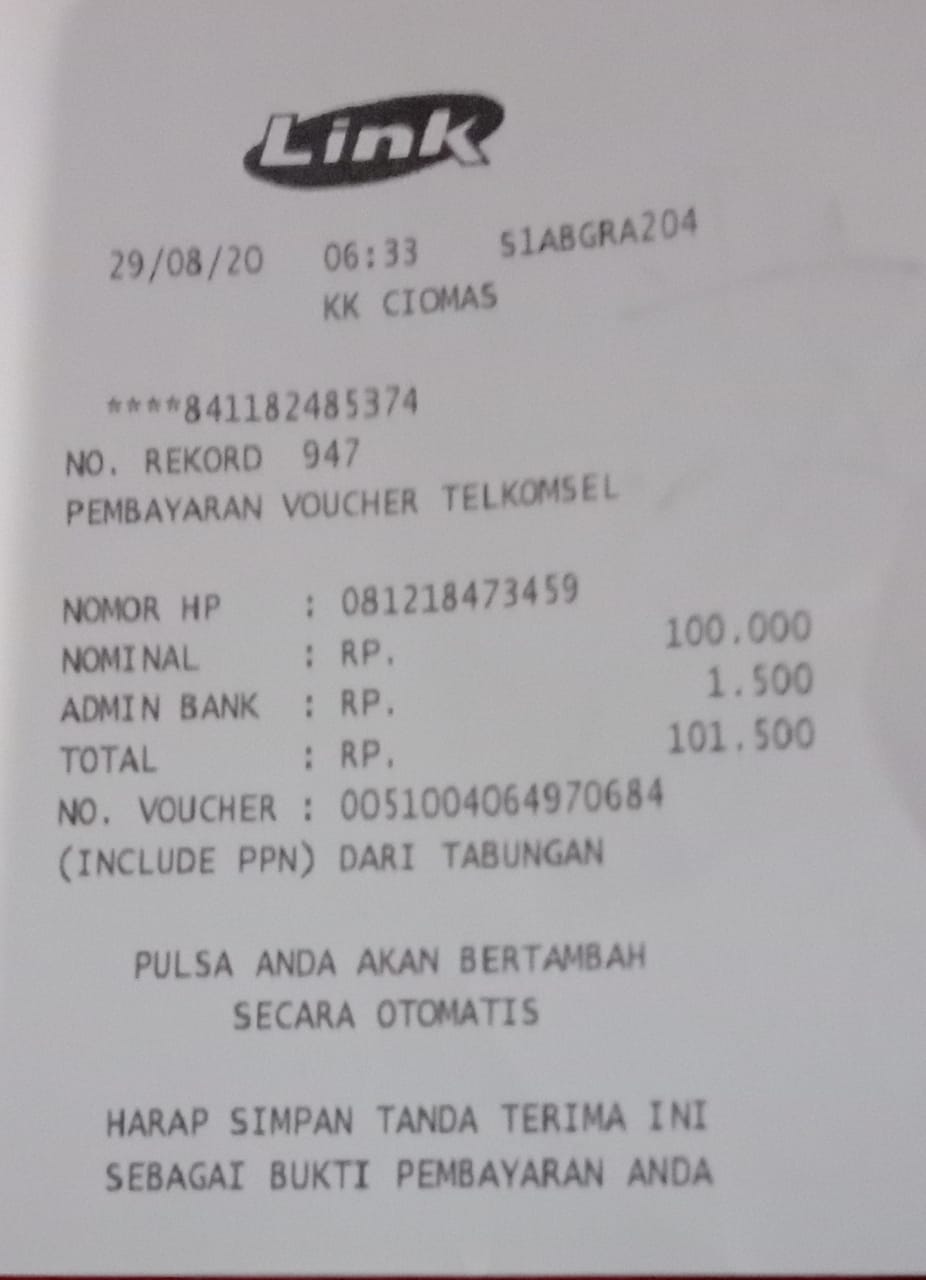 Link
29/08/20 06:33 S1ABGRA204
KK CIOMAS
****841182485374
NO. REKORD 947
PEMBAYARAN VOUCHER TELKOMSEL
NOMOR HP : 081218473459
NOMINAL : RP. 100.000
ADMIN BANK : RP. 1.500
TOTAL : RP. 101.500
NO. VOUCHER : 0051004064970684
(INCLUDE PPN) DARI TABUNGAN
PULSA ANDA AKAN BERTAMBAH
SECARA OTOMATIS
HARAP SIMPAN TANDA TERIMA INI
SEBAGAI BUKTI PEMBAYARAN ANDA